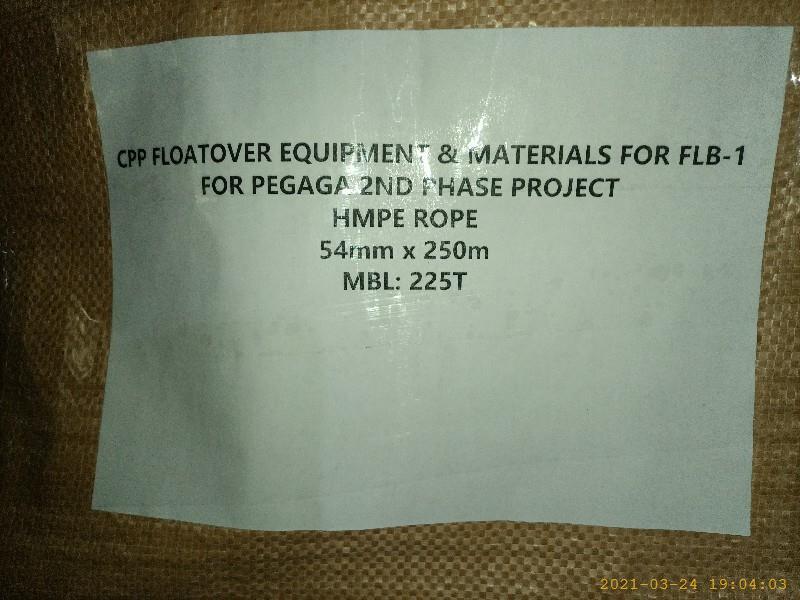 CPP FLOATOVER EQUIPMENT & MATERIALS FOR FLB-1
FOR PEGAGA 2ND PHASE PROJECT
HMPE ROPE
54mm x 250m
MBL: 225T
2021-03-24 19:04:03